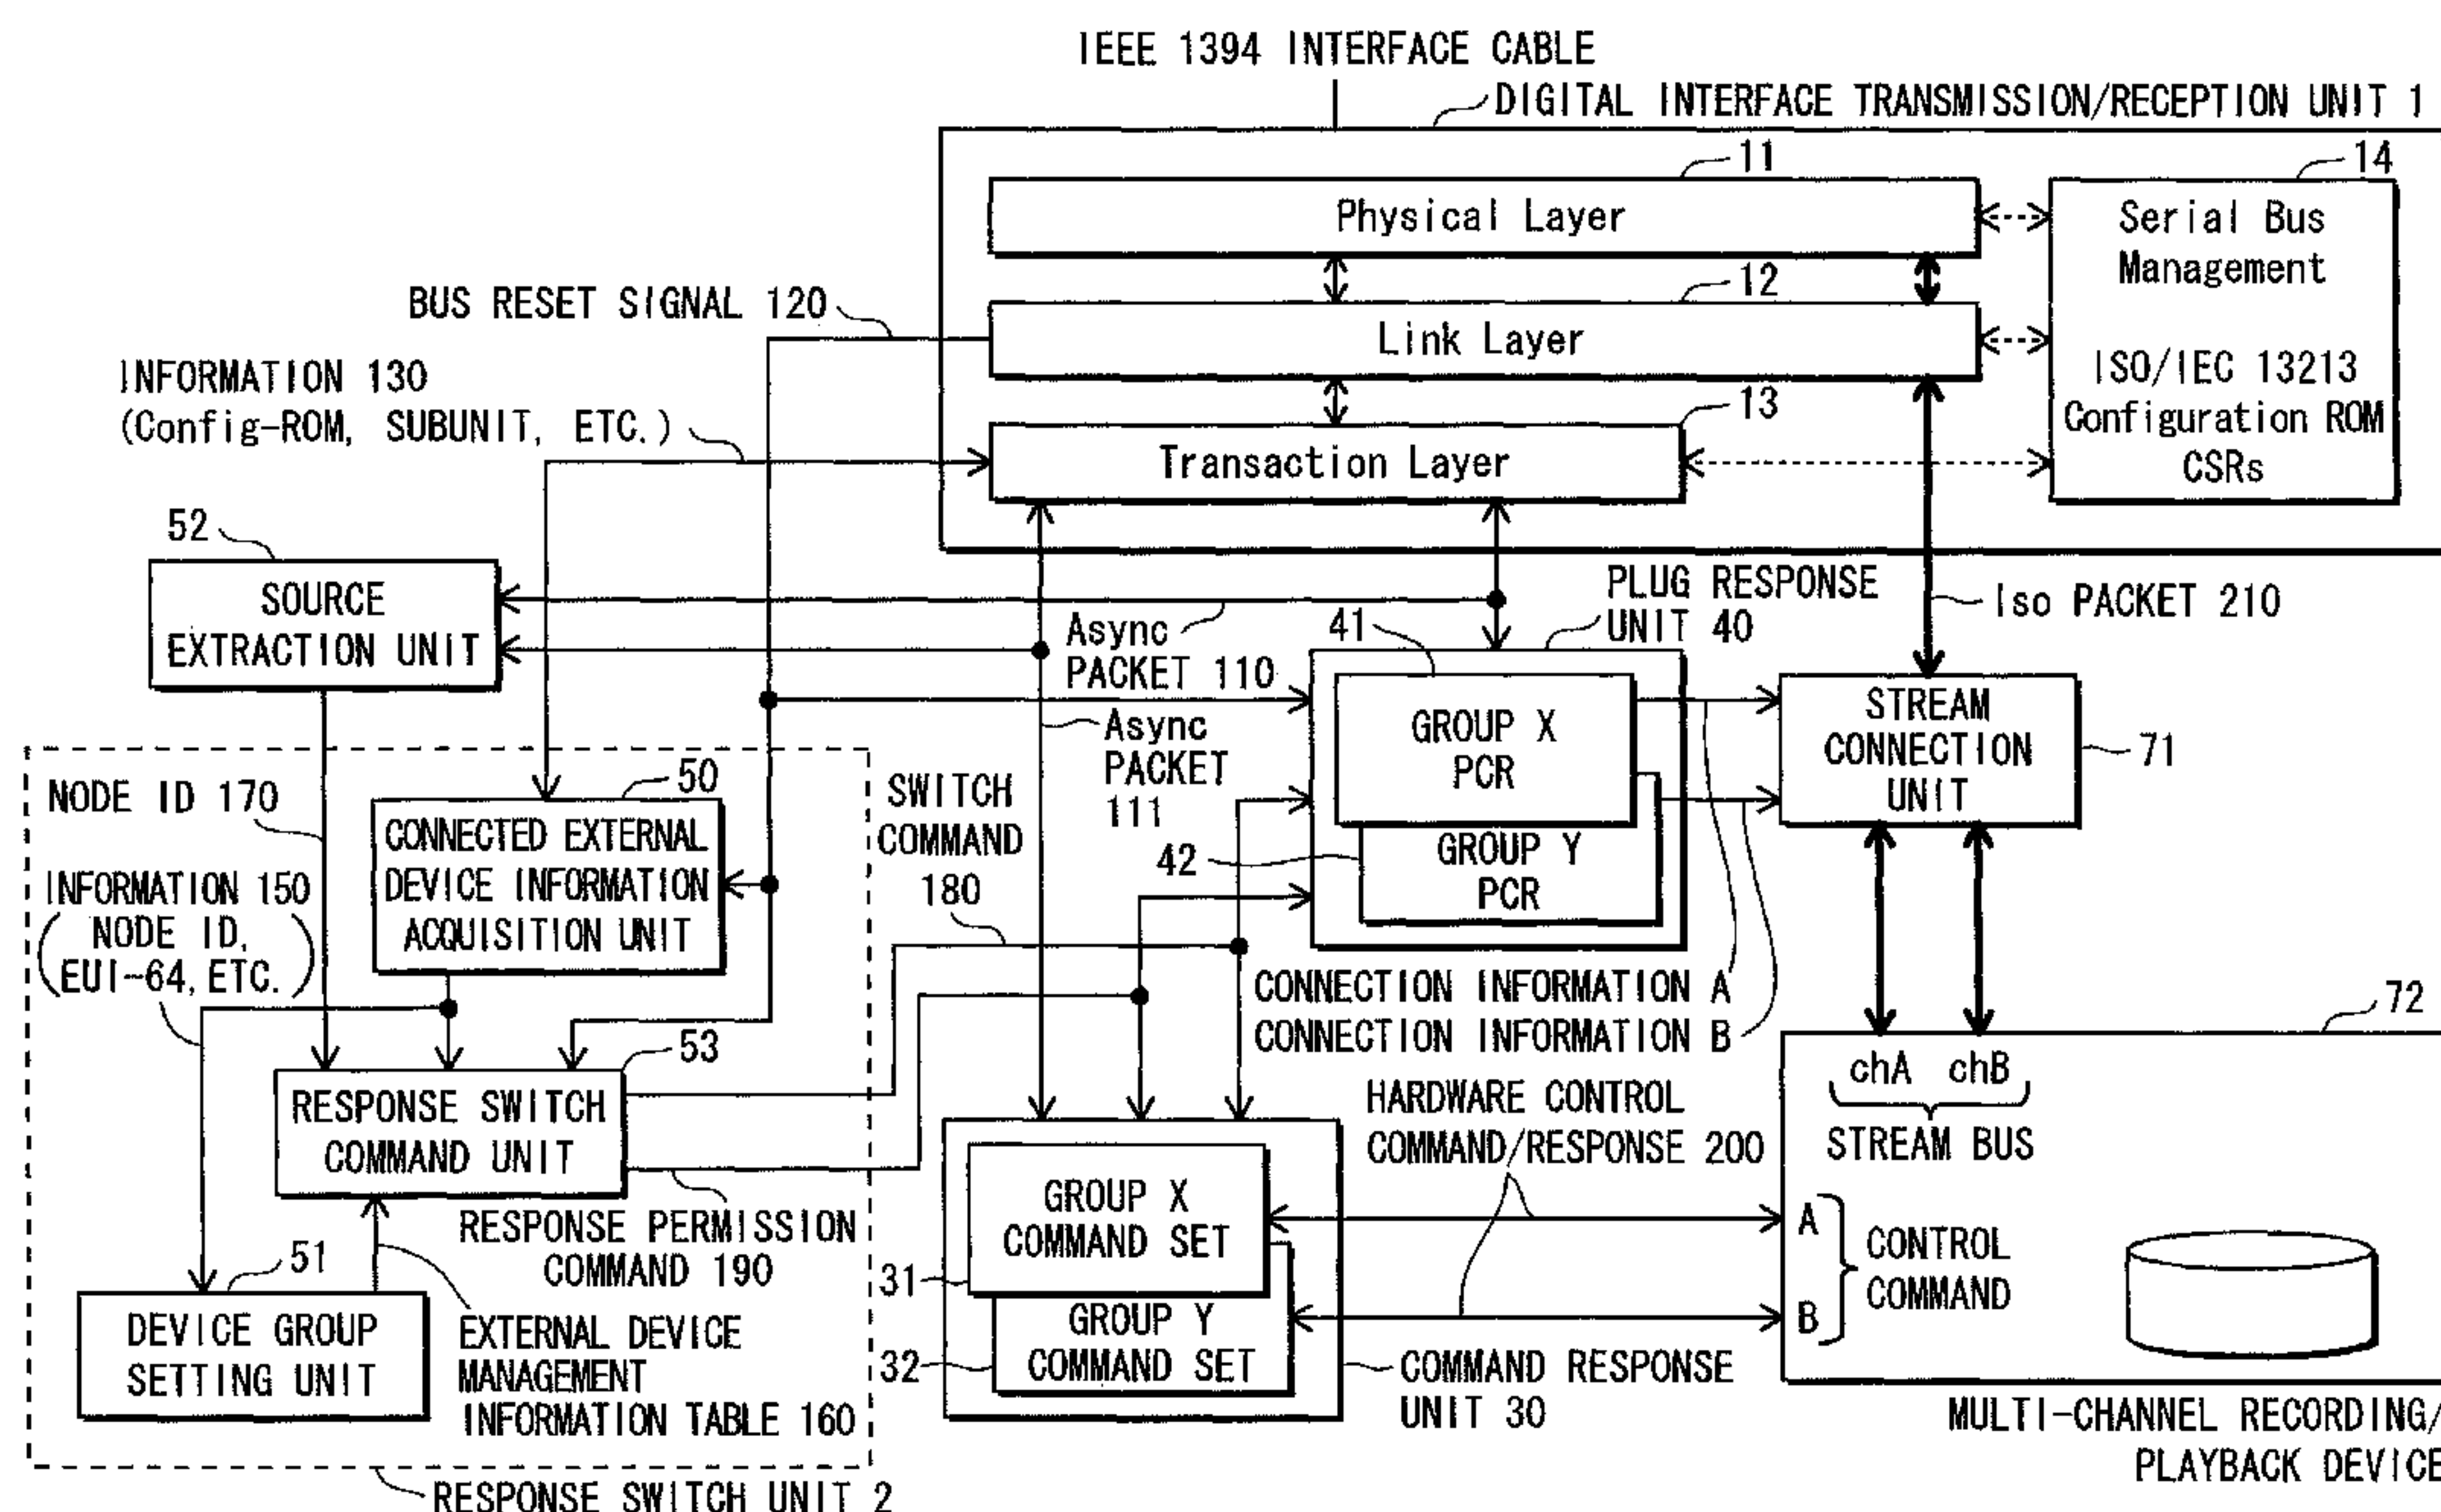 IEEE 1394 INTERFACE CABLE
DIGITAL INTERFACE TRANSMISSION/RECEPTION UNIT 1
11
14
Physical Layer
Serial Bus
Management
ISO/IEC 13213
Configuration ROM
CSRs
12
BUS RESET SIGNAL 120
Link Layer
INFORMATION 130
(Config-ROM, SUBUNIT, ETC.)
13
Transaction Layer
52
SOURCE
EXTRACTION UNIT
Async
PACKET 110
PLUG RESPONSE
UNIT 40
Iso PACKET 210
41
GROUP X
PCR
42
GROUP Y
PCR
STREAM
CONNECTION
UNIT
71
Async
PACKET
111
NODE ID 170
50
CONNECTED EXTERNAL
DEVICE INFORMATION
ACQUISITION UNIT
SWITCH
COMMAND
180
INFORMATION 150
(NODE ID,
EUI-64, ETC.)
CONNECTION INFORMATION A
CONNECTION INFORMATION B
72
53
RESPONSE SWITCH
COMMAND UNIT
chA chB
STREAM BUS
HARDWARE CONTROL
COMMAND/RESPONSE 200
GROUP X
COMMAND SET
31
GROUP Y
COMMAND SET
32
A
B
CONTROL
COMMAND
RESPONSE PERMISSION
COMMAND 190
51
DEVICE GROUP
SETTING UNIT
EXTERNAL DEVICE
MANAGEMENT
INFORMATION TABLE 160
COMMAND RESPONSE
UNIT 30
MULTI-CHANNEL RECORDING/
PLAYBACK DEVICE
RESPONSE SWITCH UNIT 2